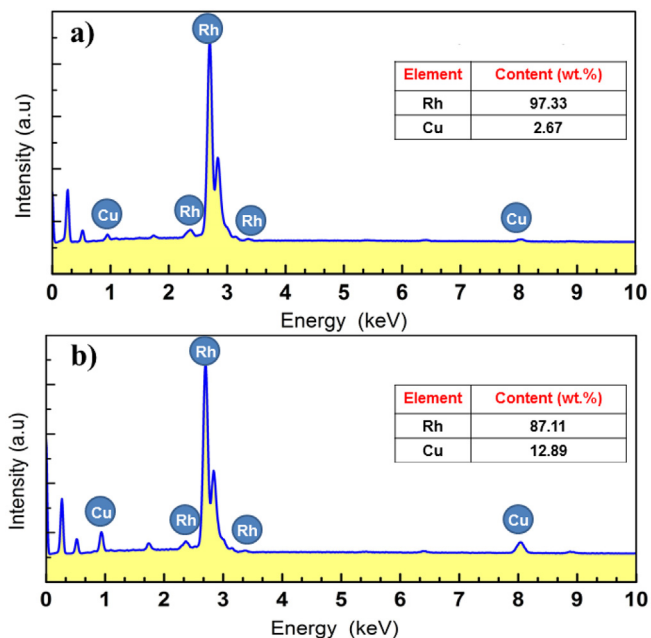 a)
Rh
Element Content (wt.%)
Rh 97.33
Cu 2.67
Intensity (a.u)
Cu Rh Rh Cu
0 1 2 3 4 5 6 7 8 9 10
Energy (keV)
b)
Rh
Element Content (wt.%)
Rh 87.11
Cu 12.89
Intensity (a.u)
Cu Rh Rh Cu
0 1 2 3 4 5 6 7 8 9 10
Energy (keV)